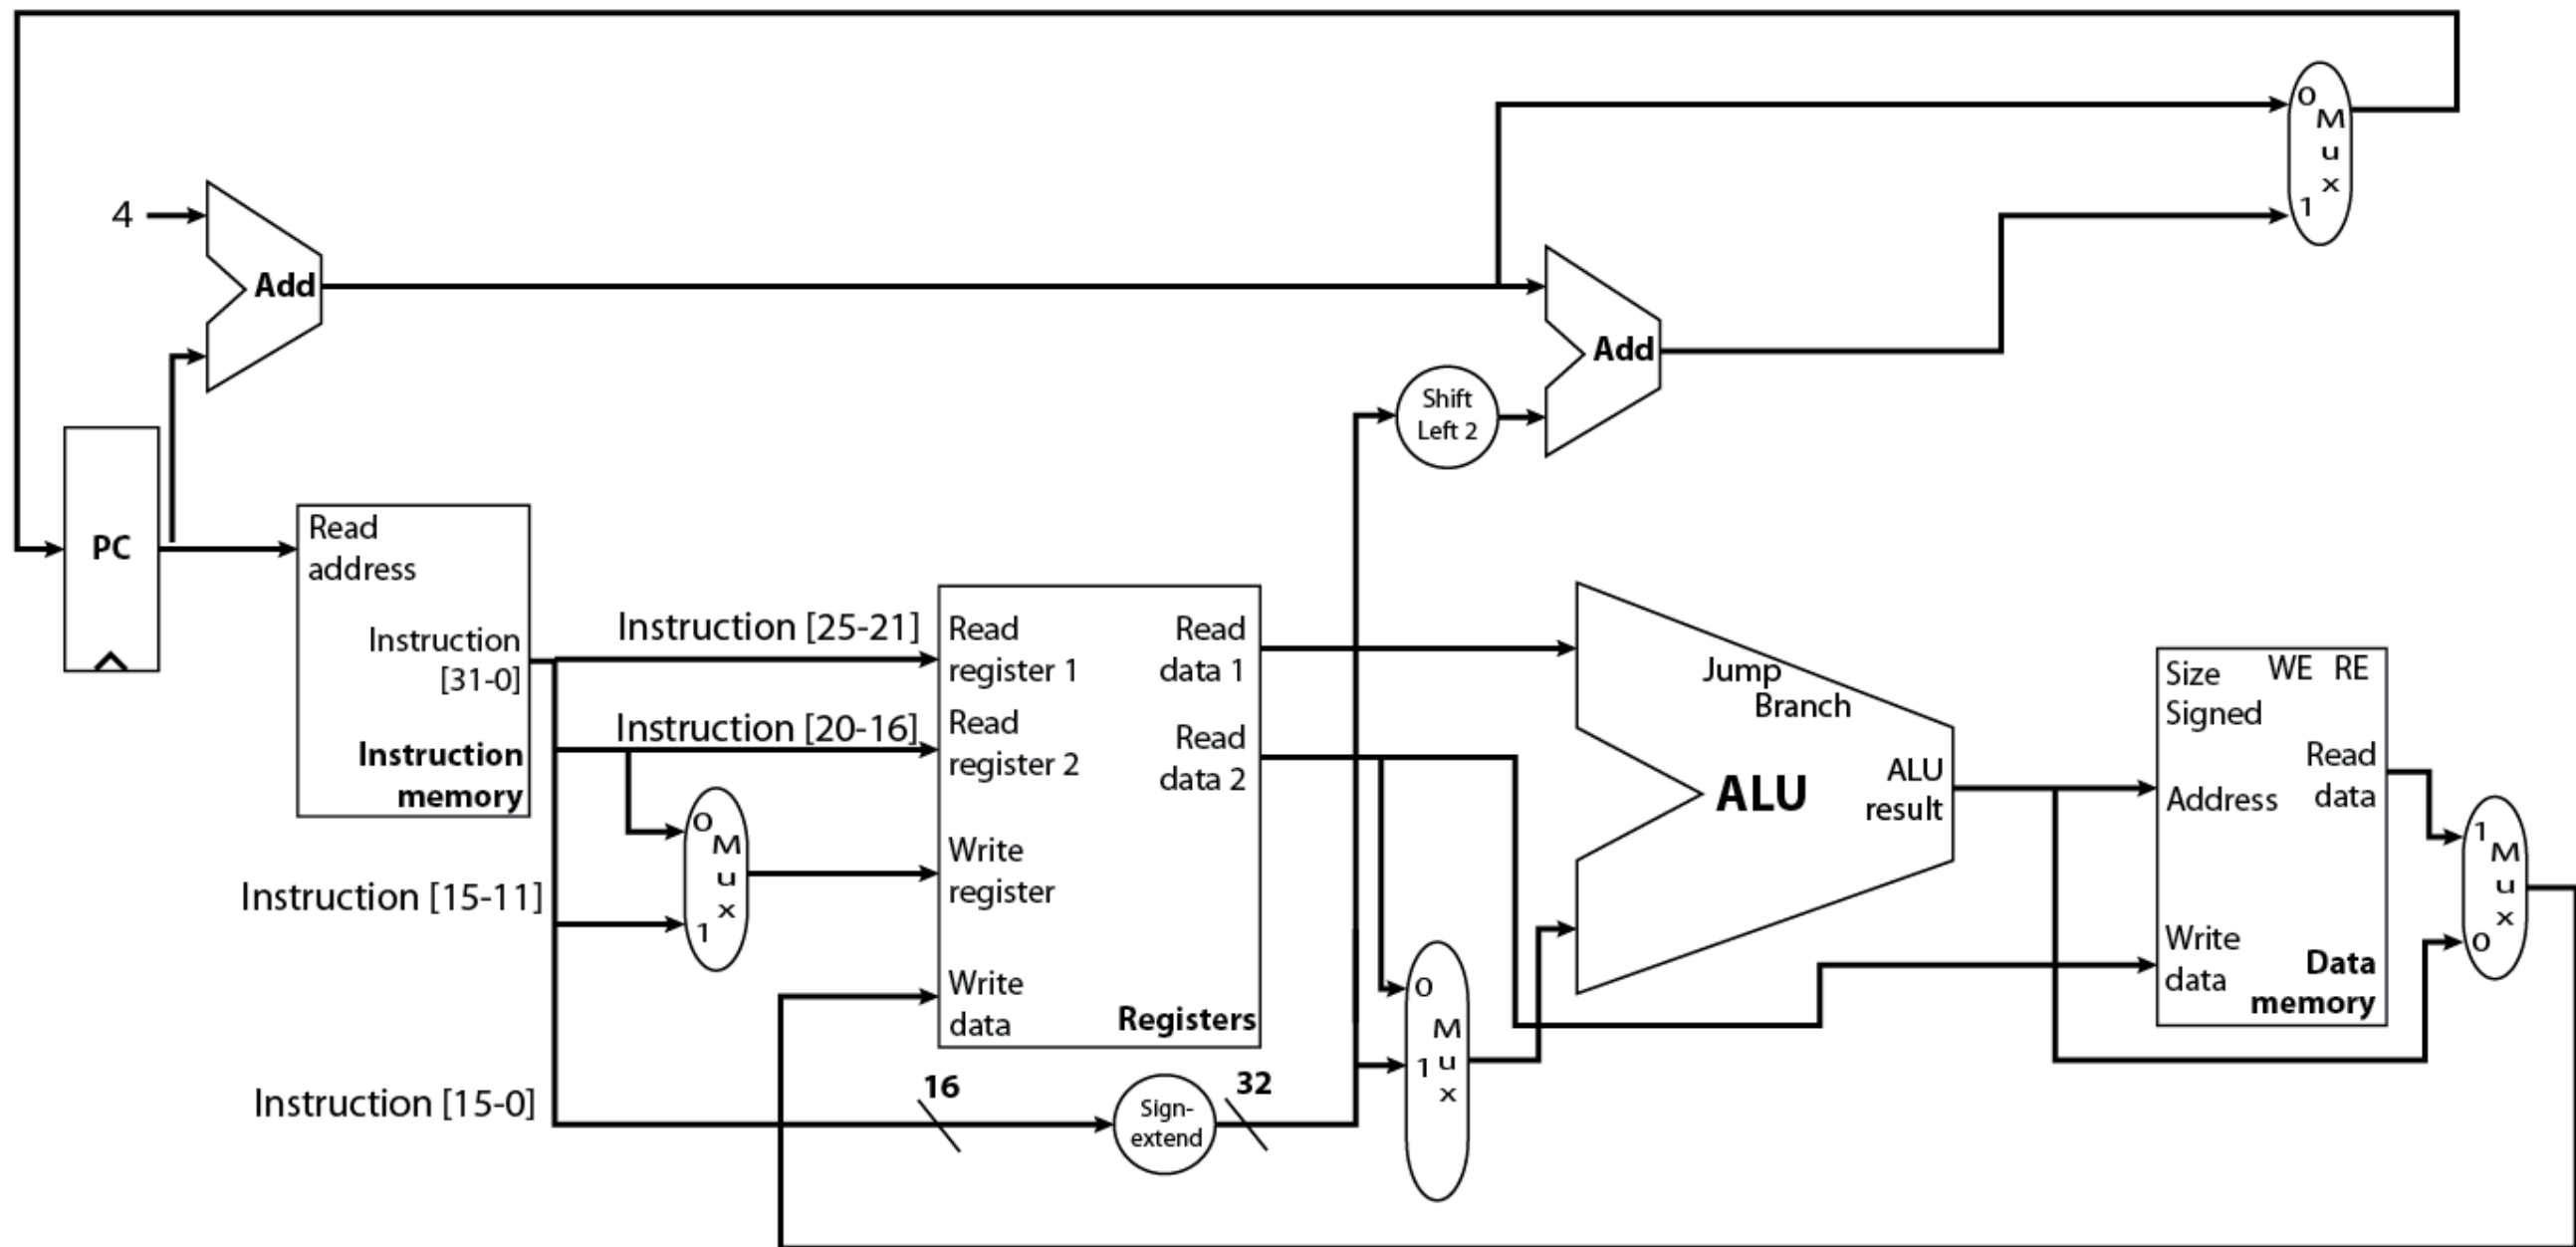 0
M
u
x
1
4
Add
Add
Shift
Left 2
PC
Read
address
Instruction
[31-0]
Instruction
memory
Instruction [25-21]
Instruction [20-16]
Instruction [15-11]
Instruction [15-0]
0
M
u
x
1
Read
register 1
Read
register 2
Write
register
Write
data
Read
data 1
Read
data 2
Registers
16
Sign-
extend
32
0
M
1 u
x
Jump
Branch
ALU
ALU
result
Size WE RE
Signed
Read
data
Address
Write
data
Data
memory
1
M
u
x
0